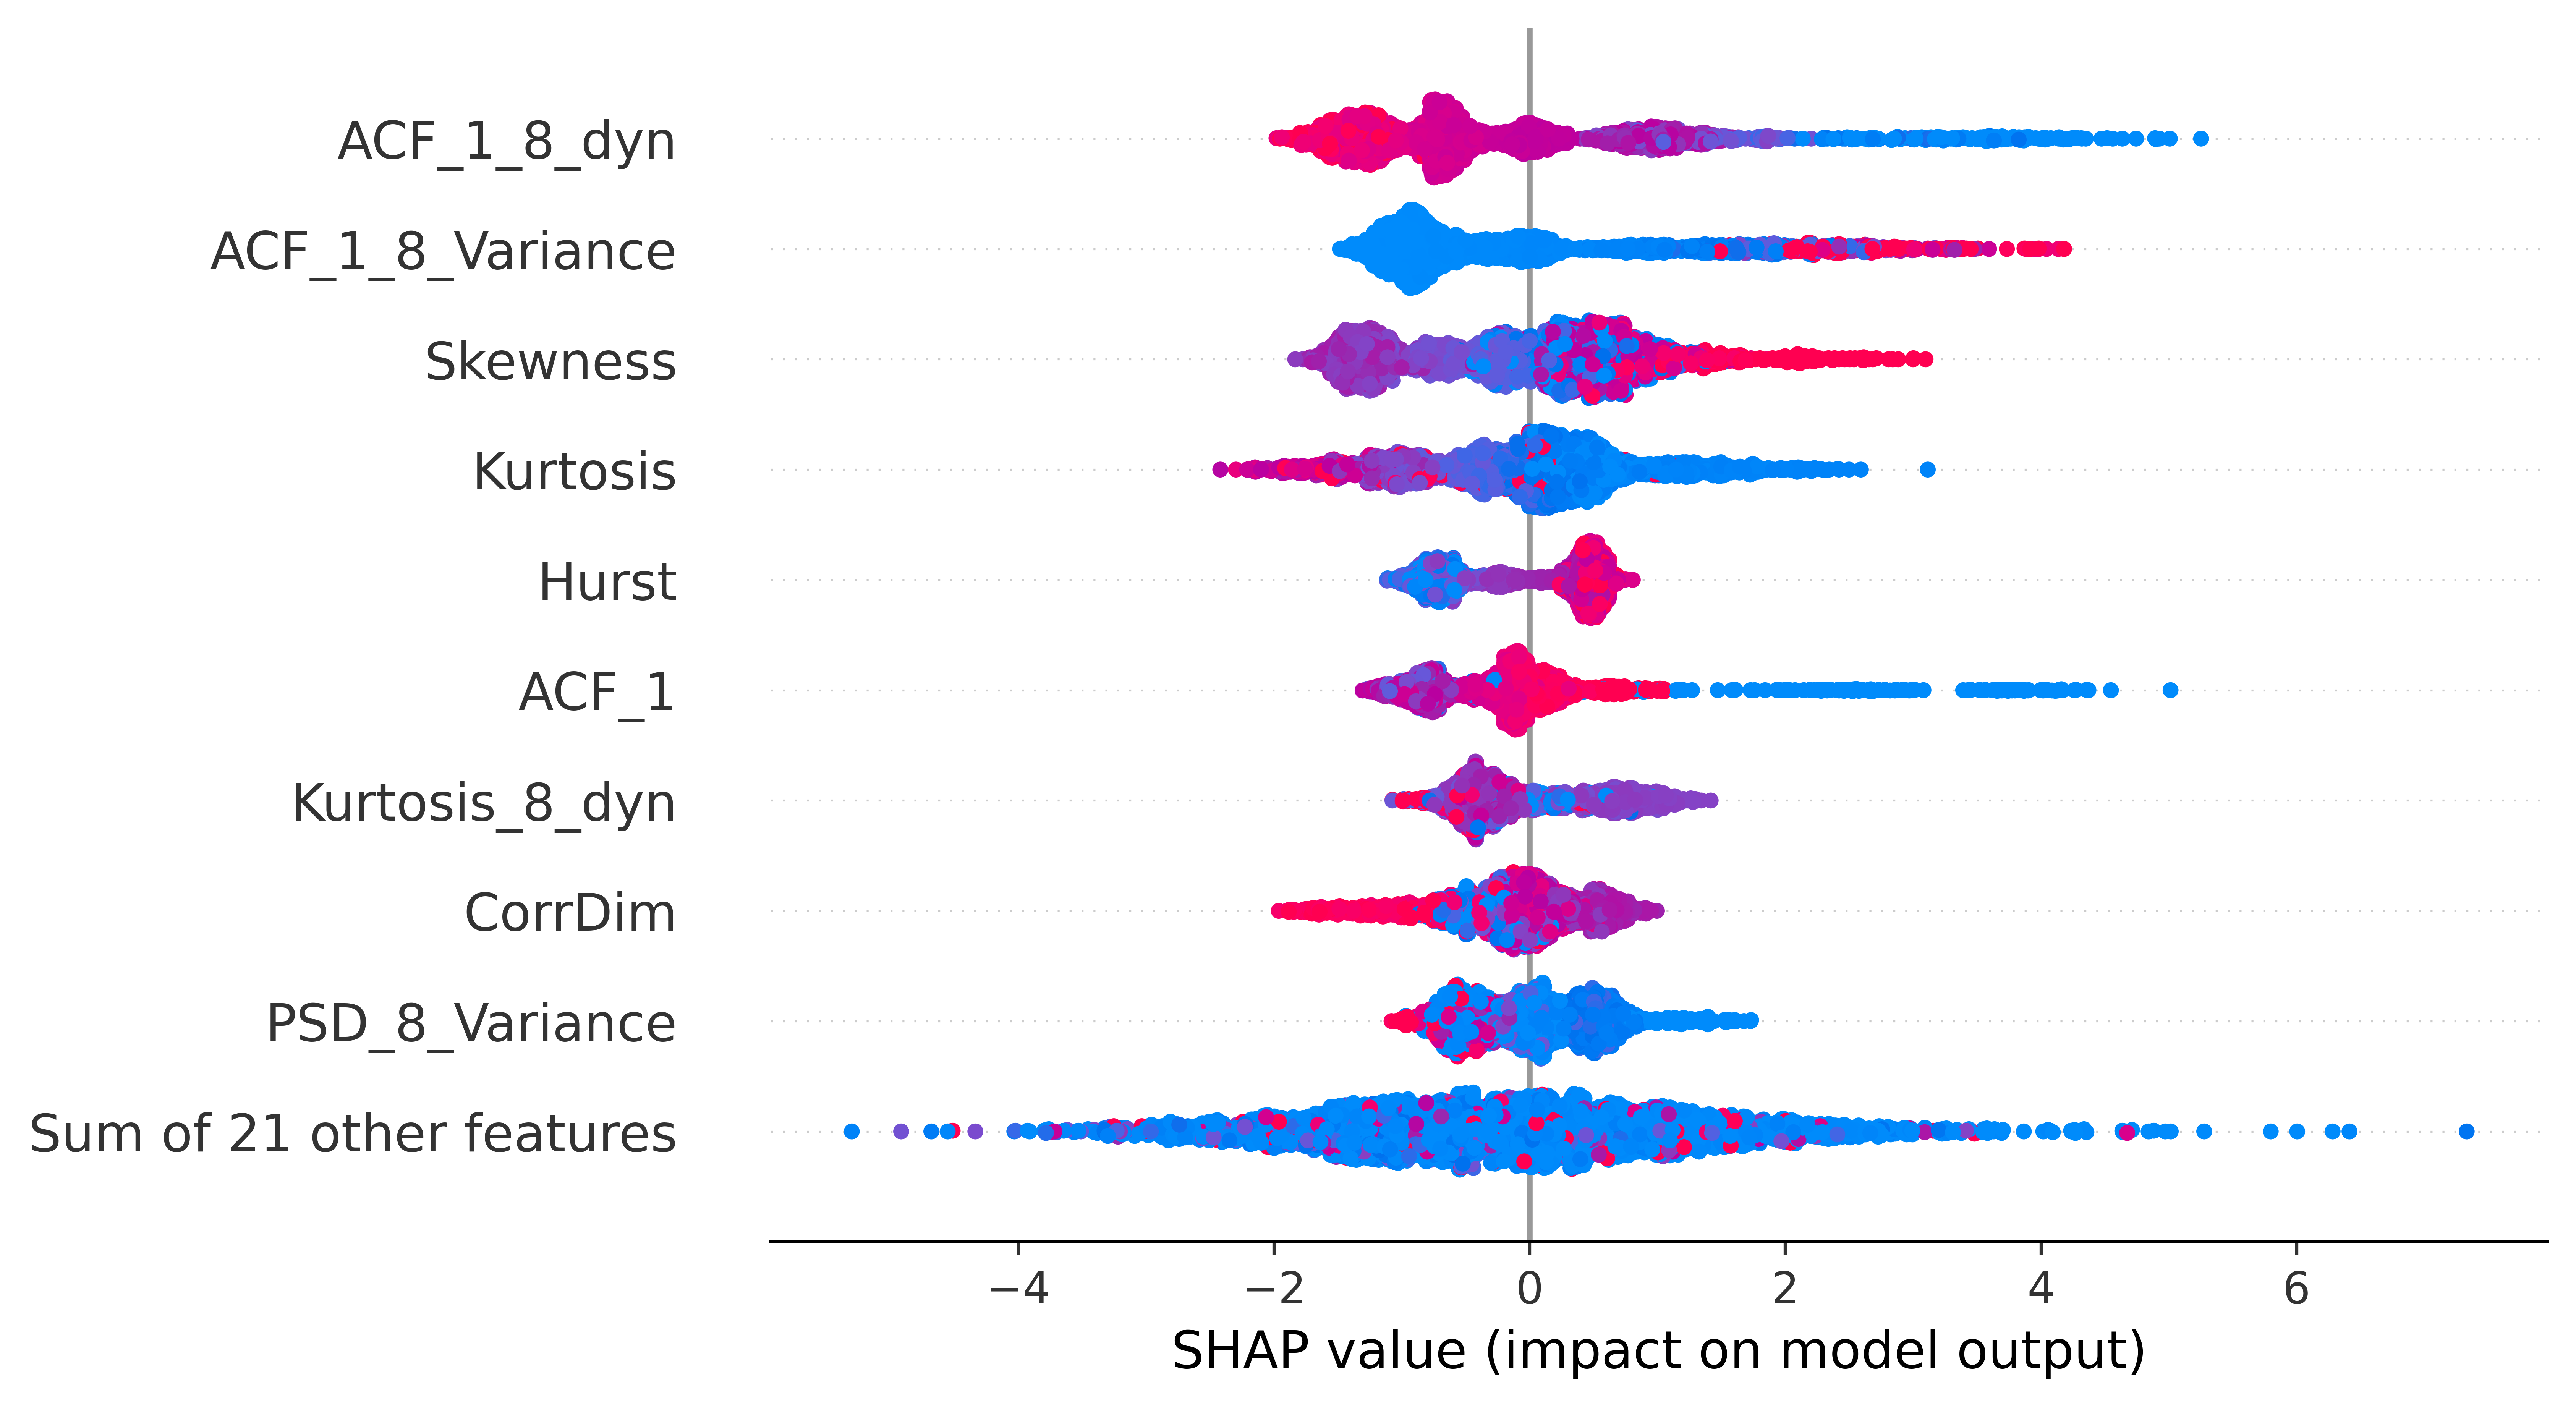 ACF_1_8_dyn
ACF_1_8_Variance
Skewness
Kurtosis
Hurst
ACF_1
Kurtosis_8_dyn
CorrDim
PSD_8_Variance
Sum of 21 other features
−4 −2 0 2 4 6
SHAP value (impact on model output)